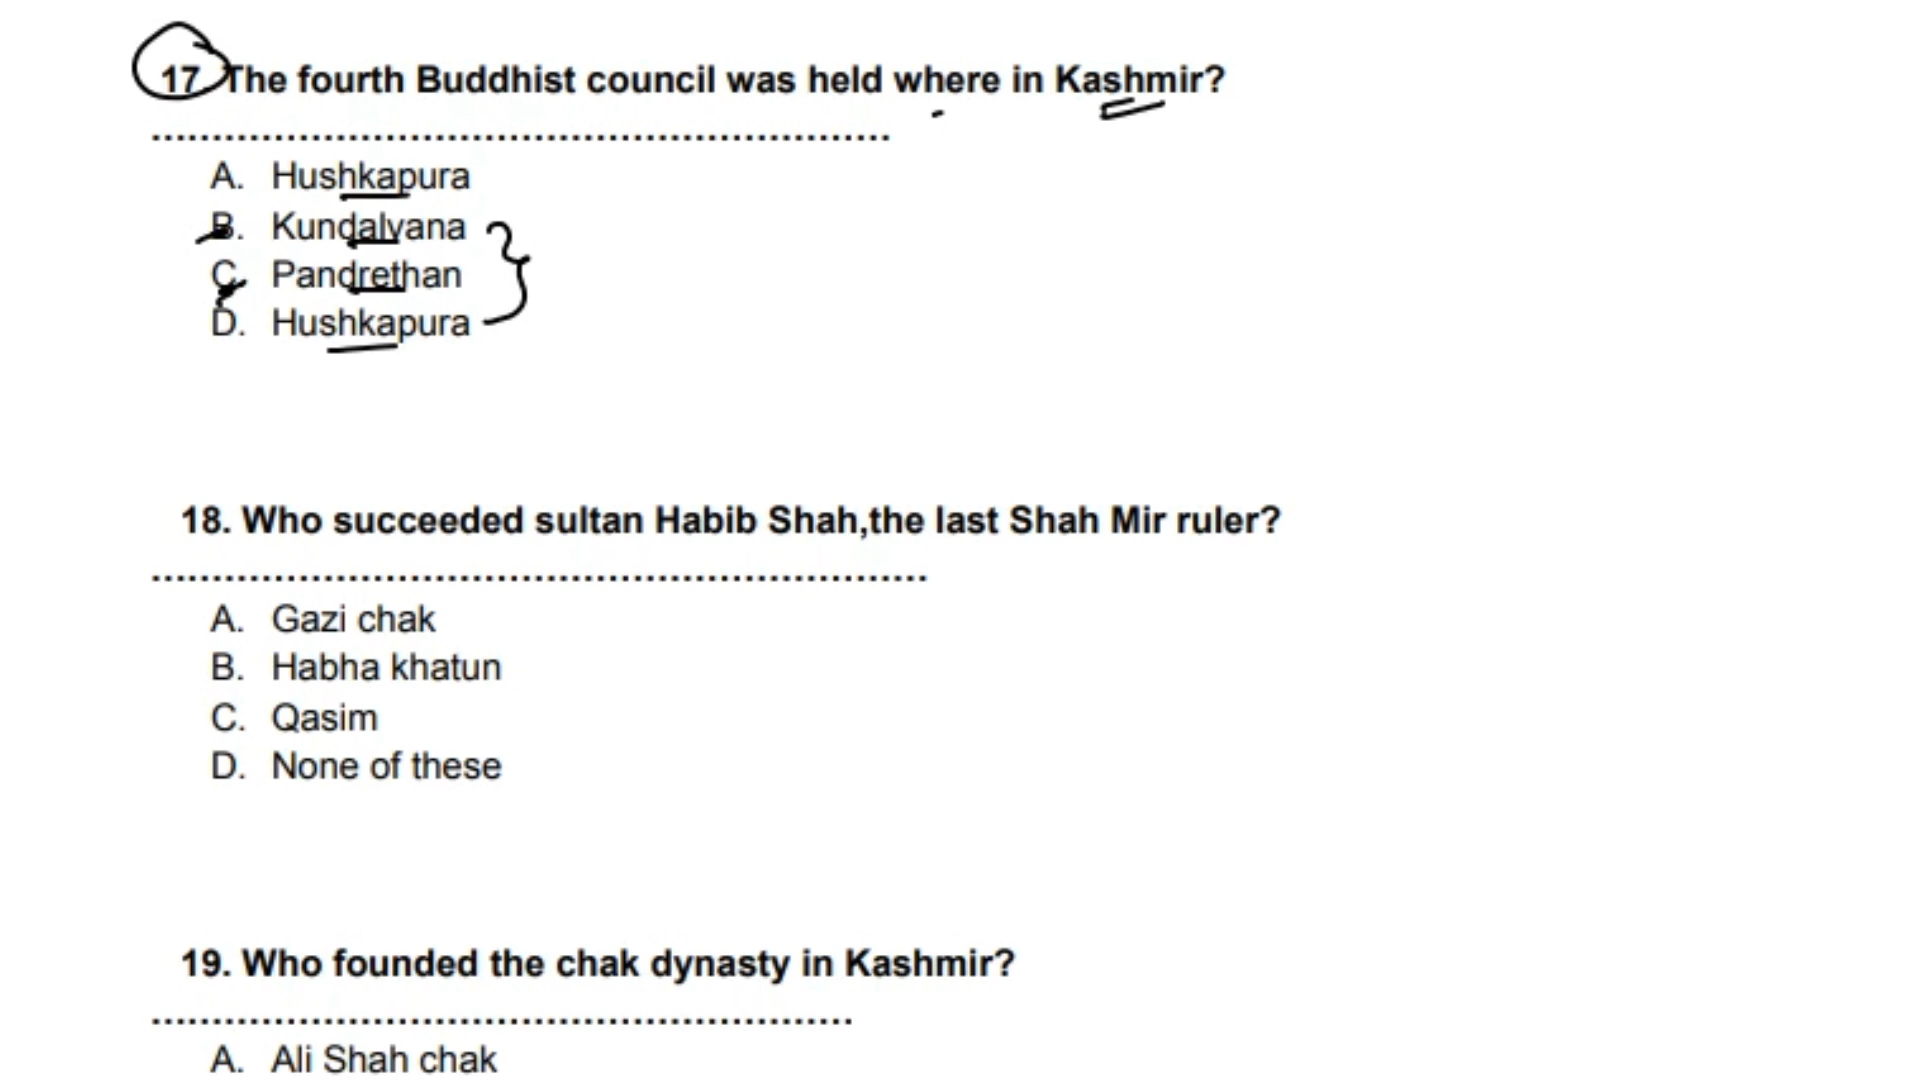 17. The fourth Buddhist council was held where in Kashmir?
.............................................................
A. Hushkapura
B. Kundalvana
C. Pandrethan
D. Hushkapura
18. Who succeeded sultan Habib Shah,the last Shah Mir ruler?
................................................................
A. Gazi chak
B. Habha khatun
C. Qasim
D. None of these
19. Who founded the chak dynasty in Kashmir?
..........................................................
A. Ali Shah chak